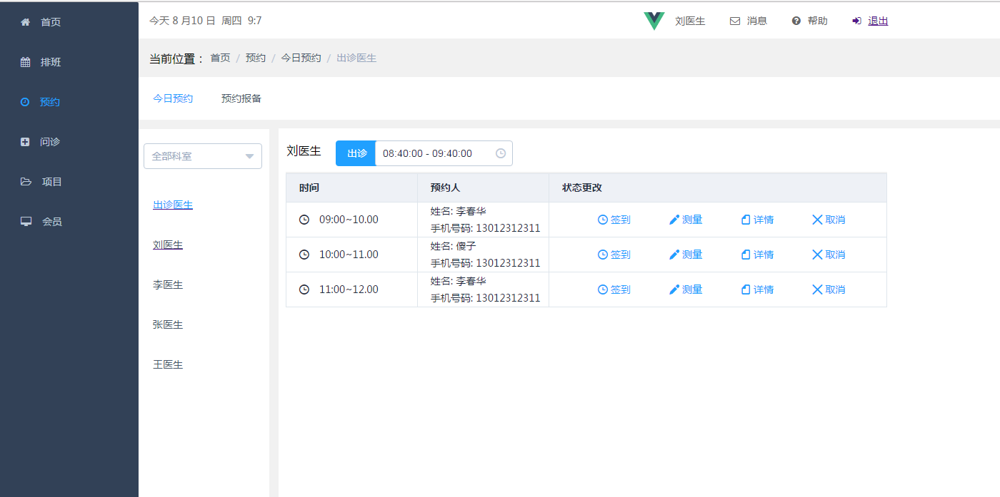 首页
排班
预约
问诊
项目
会员
今天 8 月10 日 周四 9:7
刘医生 消息 帮助 退出
当前位置： 首页 / 预约 / 今日预约 / 出诊医生
今日预约 预约报备
全部科室
出诊医生
刘医生
李医生
张医生
王医生
刘医生 出诊 08:40:00 - 09:40:00
时间 预约人 状态更改
09:00~10.00 姓名: 李春华 签到 测量 详情 取消
手机号码: 13012312311
10:00~11.00 姓名: 傻子 签到 测量 详情 取消
手机号码: 13012312311
11:00~12.00 姓名: 李春华 签到 测量 详情 取消
手机号码: 13012312311